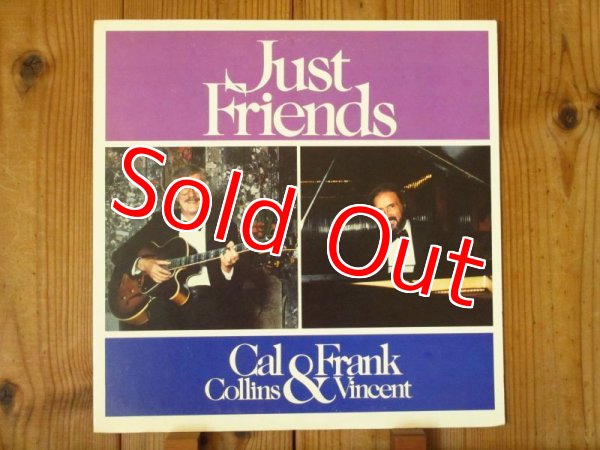 Just
Friends
Sold Out
Cal & Frank
Collins Vincent